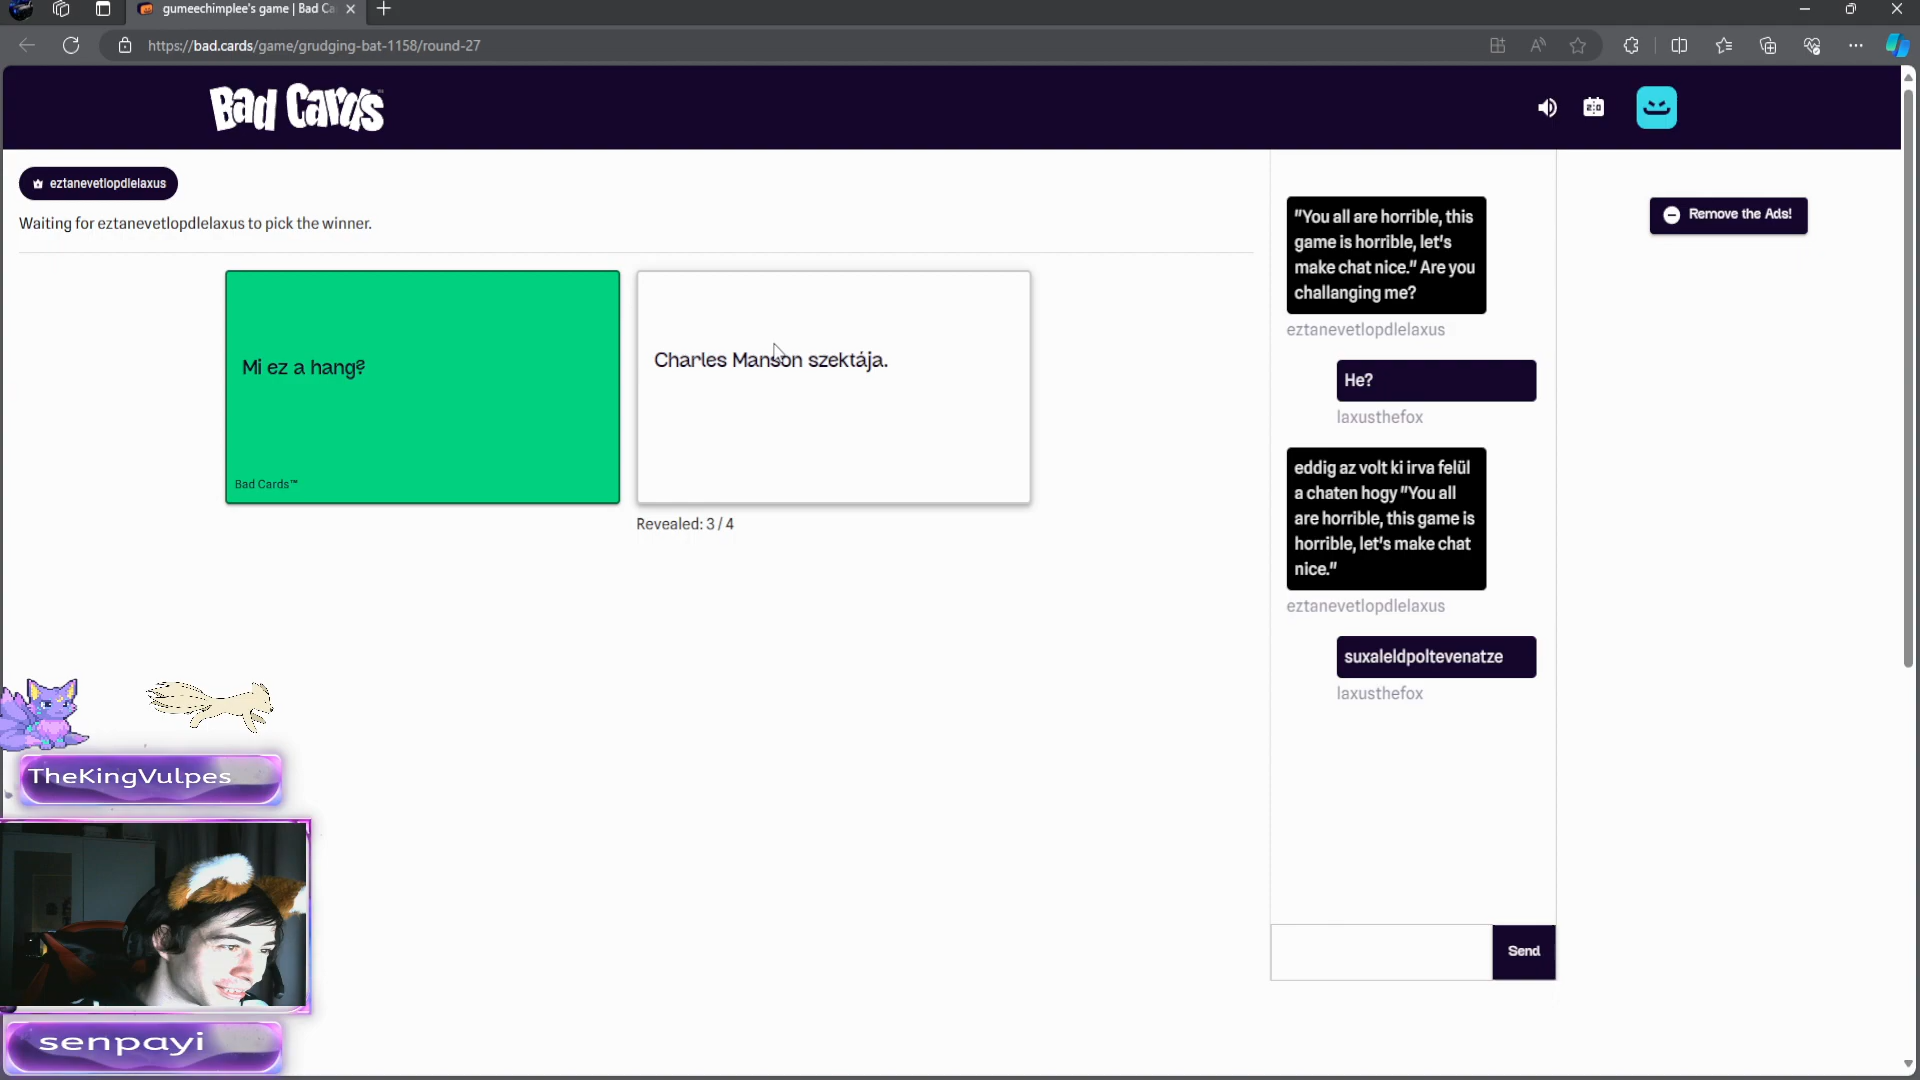 gumeechimplee's game | Bad Ca
https://bad.cards/game/grudging-bat-1158/round-27
Bad Cards™
eztanevetlopdlelaxus
Waiting for eztanevetlopdlelaxus to pick the winner.
Mi ez a hang?
Bad Cards™
Charles Manson szektája.
Revealed: 3 / 4
"You all are horrible, this
game is horrible, let's
make chat nice." Are you
challanging me?
eztanevetlopdlelaxus
He?
laxusthefox
eddig az volt ki irva felül
a chaten hogy "You all
are horrible, this game is
horrible, let's make chat
nice."
eztanevetlopdlelaxus
suxaleldpoltevenatze
laxusthefox
Send
Remove the Ads!
TheKingVulpes
senpayi